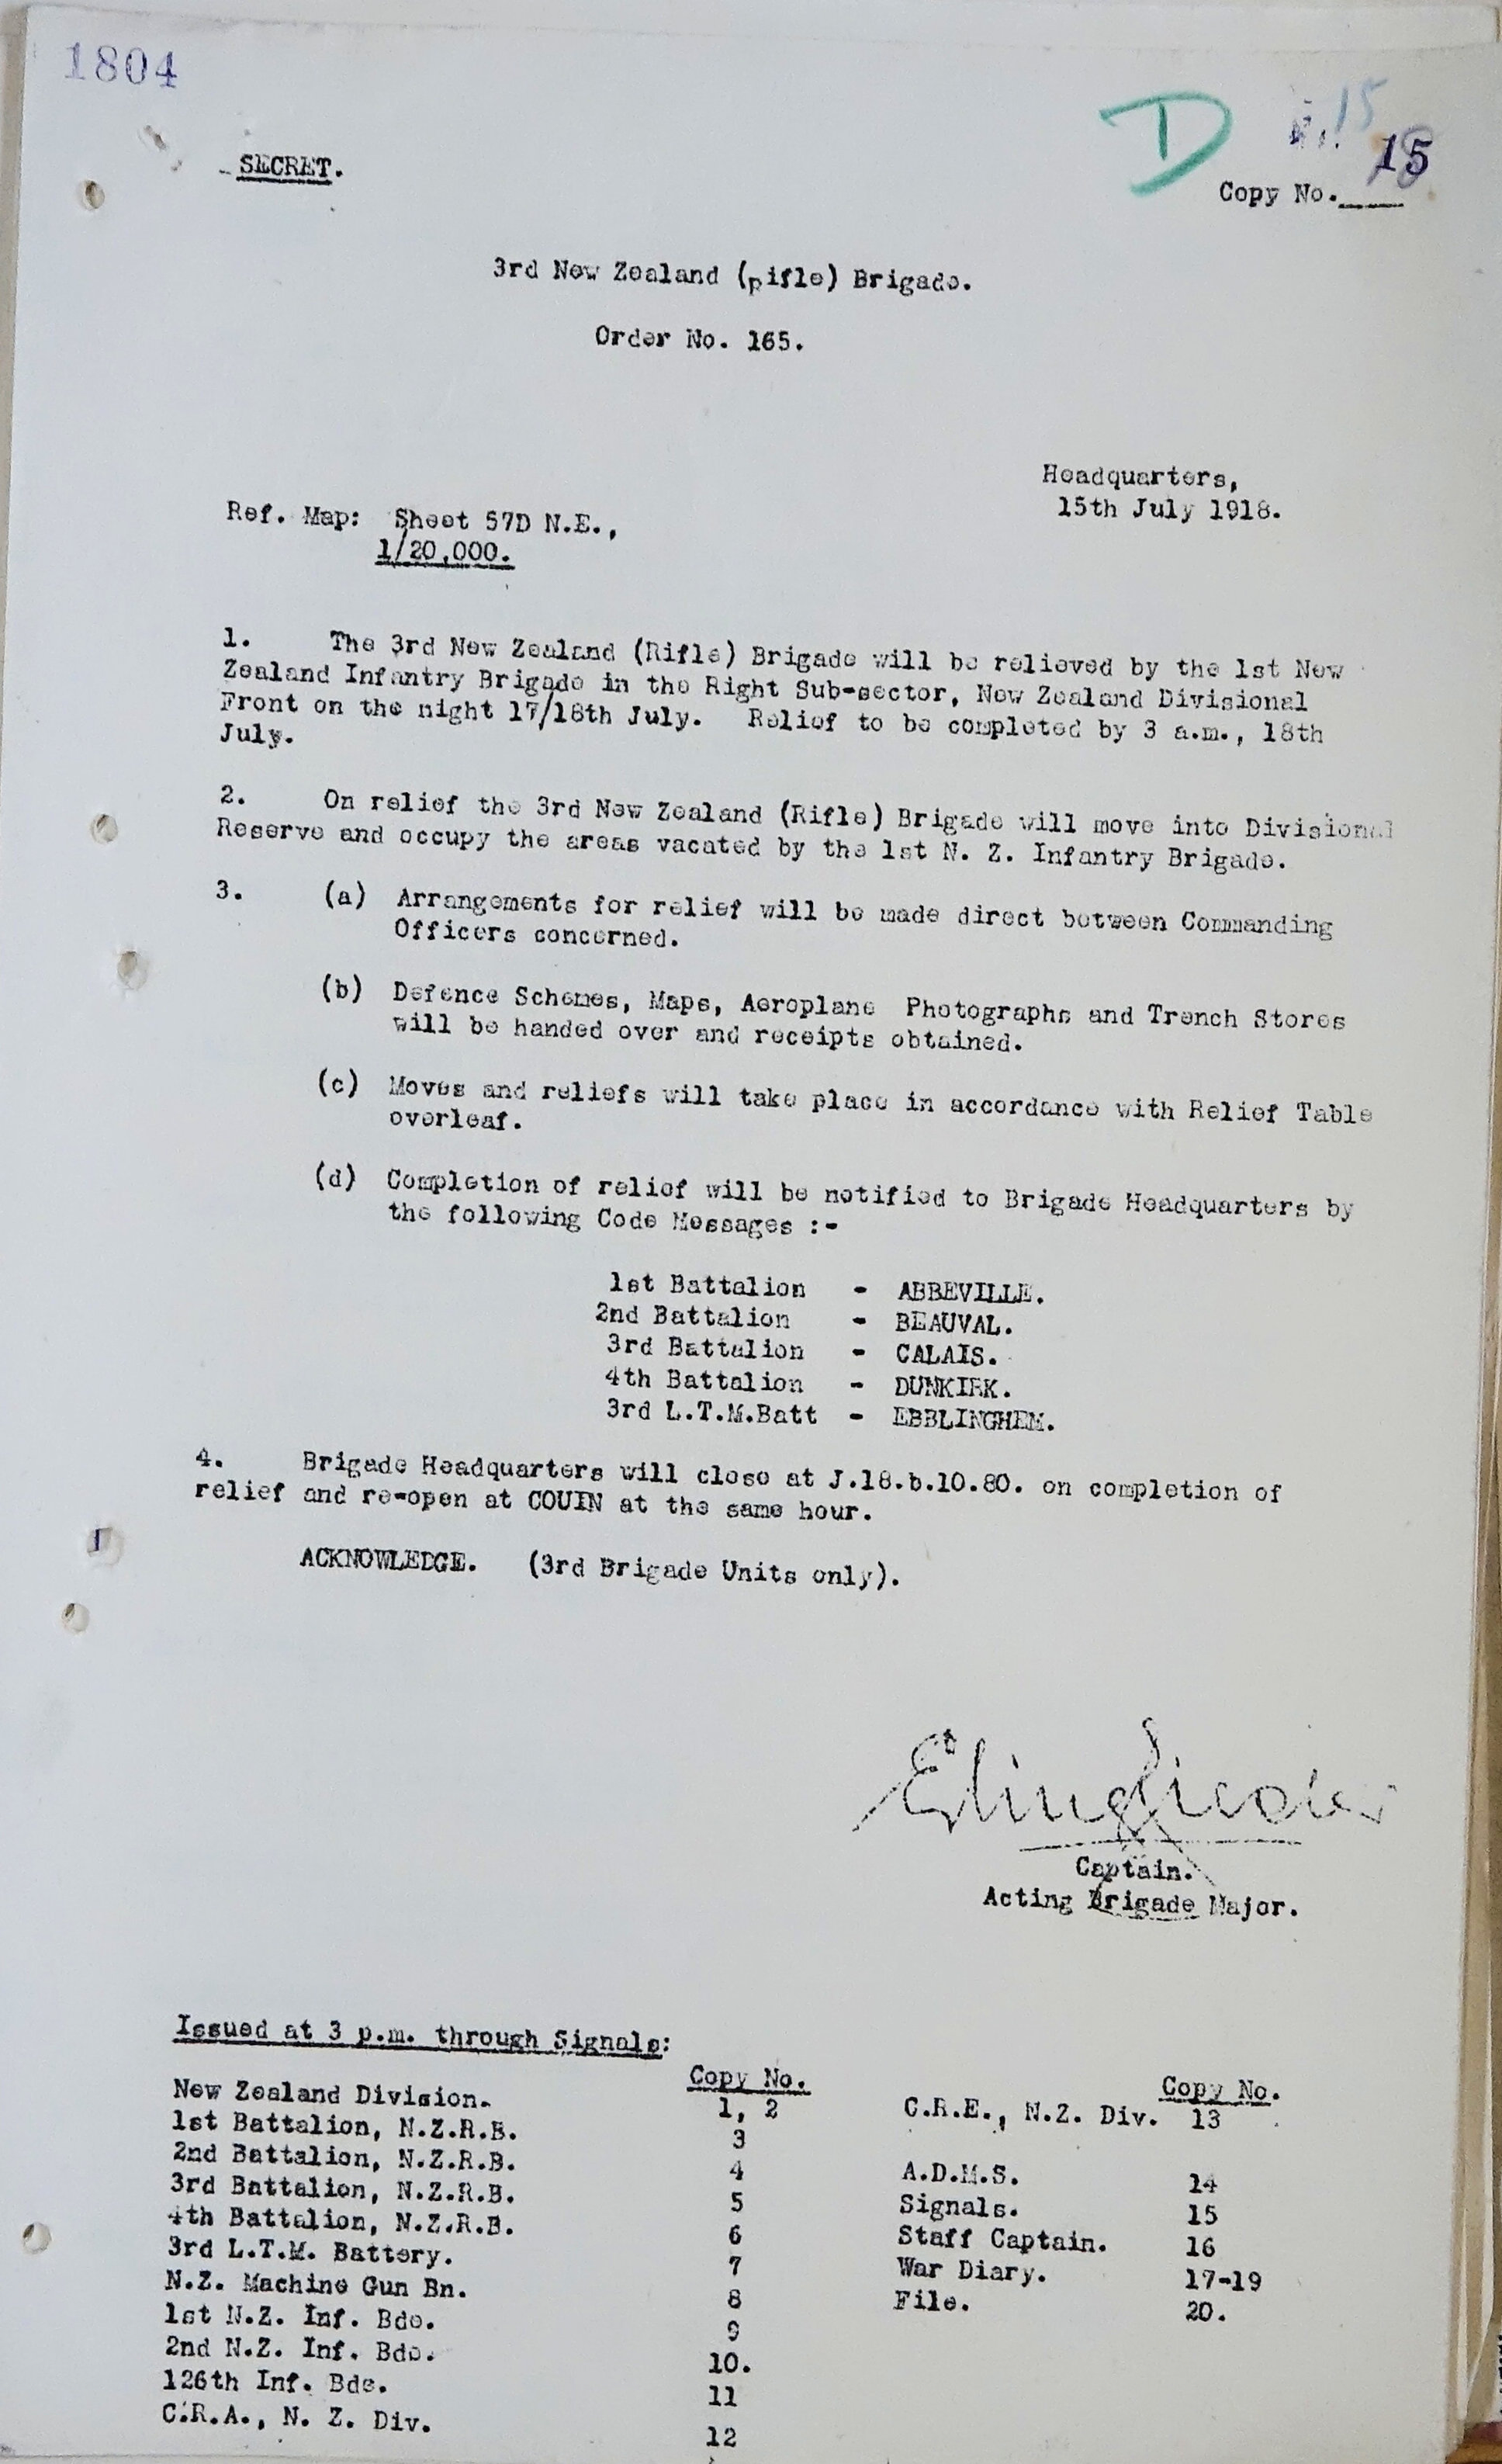 1804
D
15
15
SECRET.
Copy No.
3rd New Zealand (pifle) Brigade.
Order No. 165.
Headquarters,
15th July 1918.
Ref. Map: Sheet 57D N.E.,
1/20,000.
1. The 3rd New Zealand (Rifle) Brigade will be relieved by the 1st New
Zealand Infantry Brigade in the Right Sub-sector, New Zealand Divisional
Front on the night 17/18th July. Relief to be completed by 3 a.m., 18th
July.
2. On relief the 3rd New Zealand (Rifle) Brigade will move into Divisional
Reserve and occupy the areas vacated by the 1st N. Z. Infantry Brigade.
3. (a) Arrangements for relief will be made direct between Commanding
Officers concerned.
(b) Defence Schemes, Maps, Aeroplane Photographs and Trench Stores
will be handed over and receipts obtained.
(c) Moves and reliefs will take place in accordance with Relief Table
overleaf.
(d) Completion of relief will be notified to Brigade Headquarters by
the following Code Messages :-
1st Battalion - ABBEVILLE.
2nd Battalion - BEAUVAL.
3rd Battalion - CALAIS.
4th Battalion - DUNKIRK.
3rd L.T.M.Batt - EBBLINGHEM.
4. Brigade Headquarters will close at J.18.b.10.80. on completion of
relief and re-open at COUIN at the same hour.
ACKNOWLEDGE. (3rd Brigade Units only).
Captain.
Acting Brigade Major.
Issued at 3 p.m. through Signals:
Copy No. Copy No.
New Zealand Division. 1, 2 C.R.E., N.Z. Div. 13
1st Battalion, N.Z.R.B. 3
2nd Battalion, N.Z.R.B. 4 A.D.M.S. 14
3rd Battalion, N.Z.R.B. 5 Signals. 15
4th Battalion, N.Z.R.B. 6 Staff Captain. 16
3rd L.T.M. Battery. 7 War Diary. 17-19
N.Z. Machine Gun Bn. 8 File. 20.
1st N.Z. Inf. Bde. 9
2nd N.Z. Inf. Bde. 10.
126th Inf. Bde. 11
C.R.A., N. Z. Div. 12